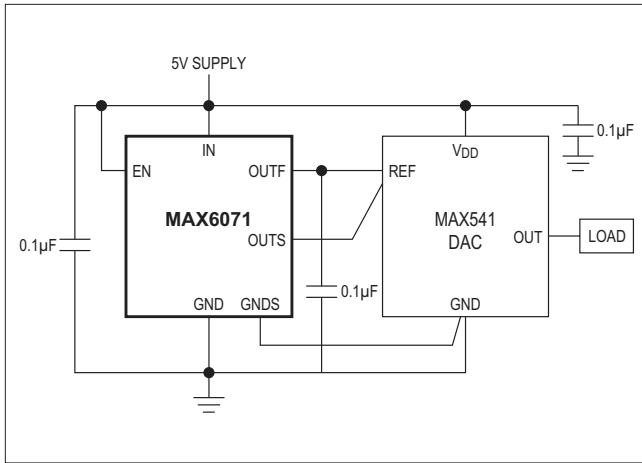 5V SUPPLY
0.1µF
IN
VDD
EN
OUTF
REF
MAX6071
MAX541
DAC
OUT
LOAD
OUTS
0.1µF
0.1µF
GND
GNDS
GND